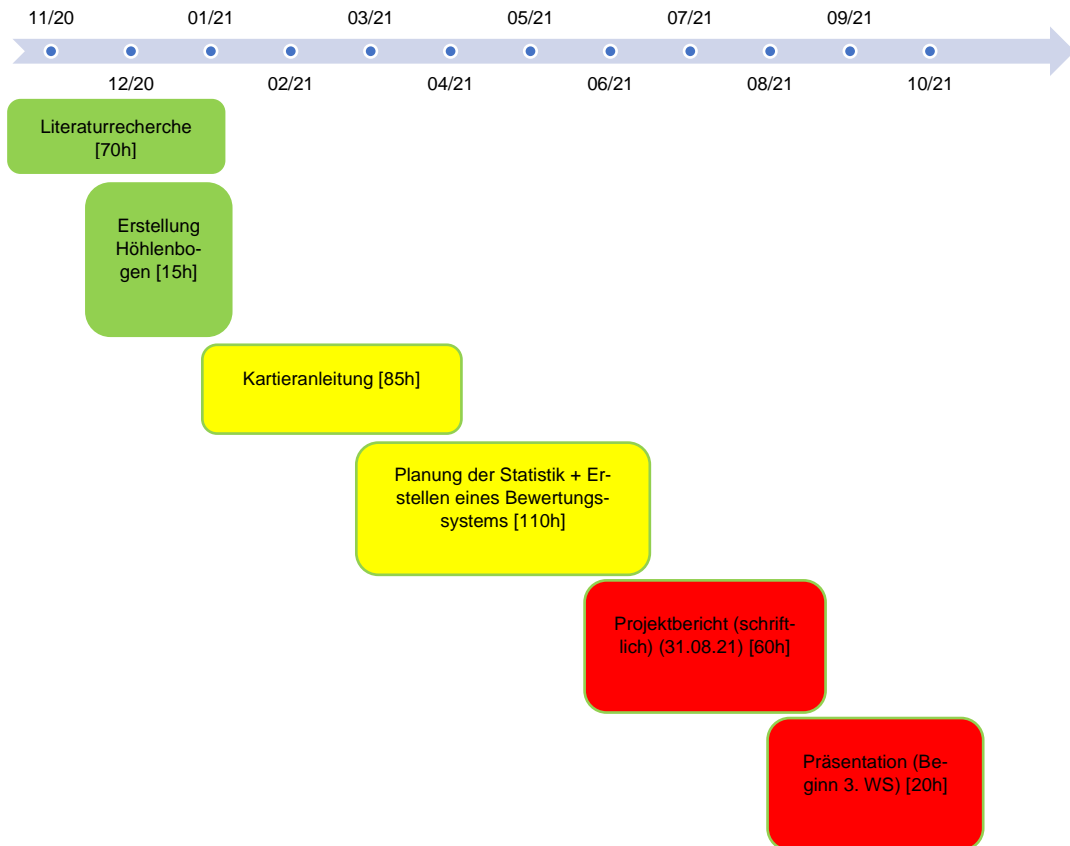 11/20 01/21 03/21 05/21 07/21 09/21
12/20 02/21 04/21 06/21 08/21 10/21
Literaturrecherche
[70h]
Erstellung
Höhlenbo-
gen [15h]
Kartieranleitung [85h]
Planung der Statistik + Er-
stellen eines Bewertungs-
systems [110h]
Projektbericht (schrift-
lich) (31.08.21) [60h]
Präsentation (Be-
ginn 3. WS) [20h]